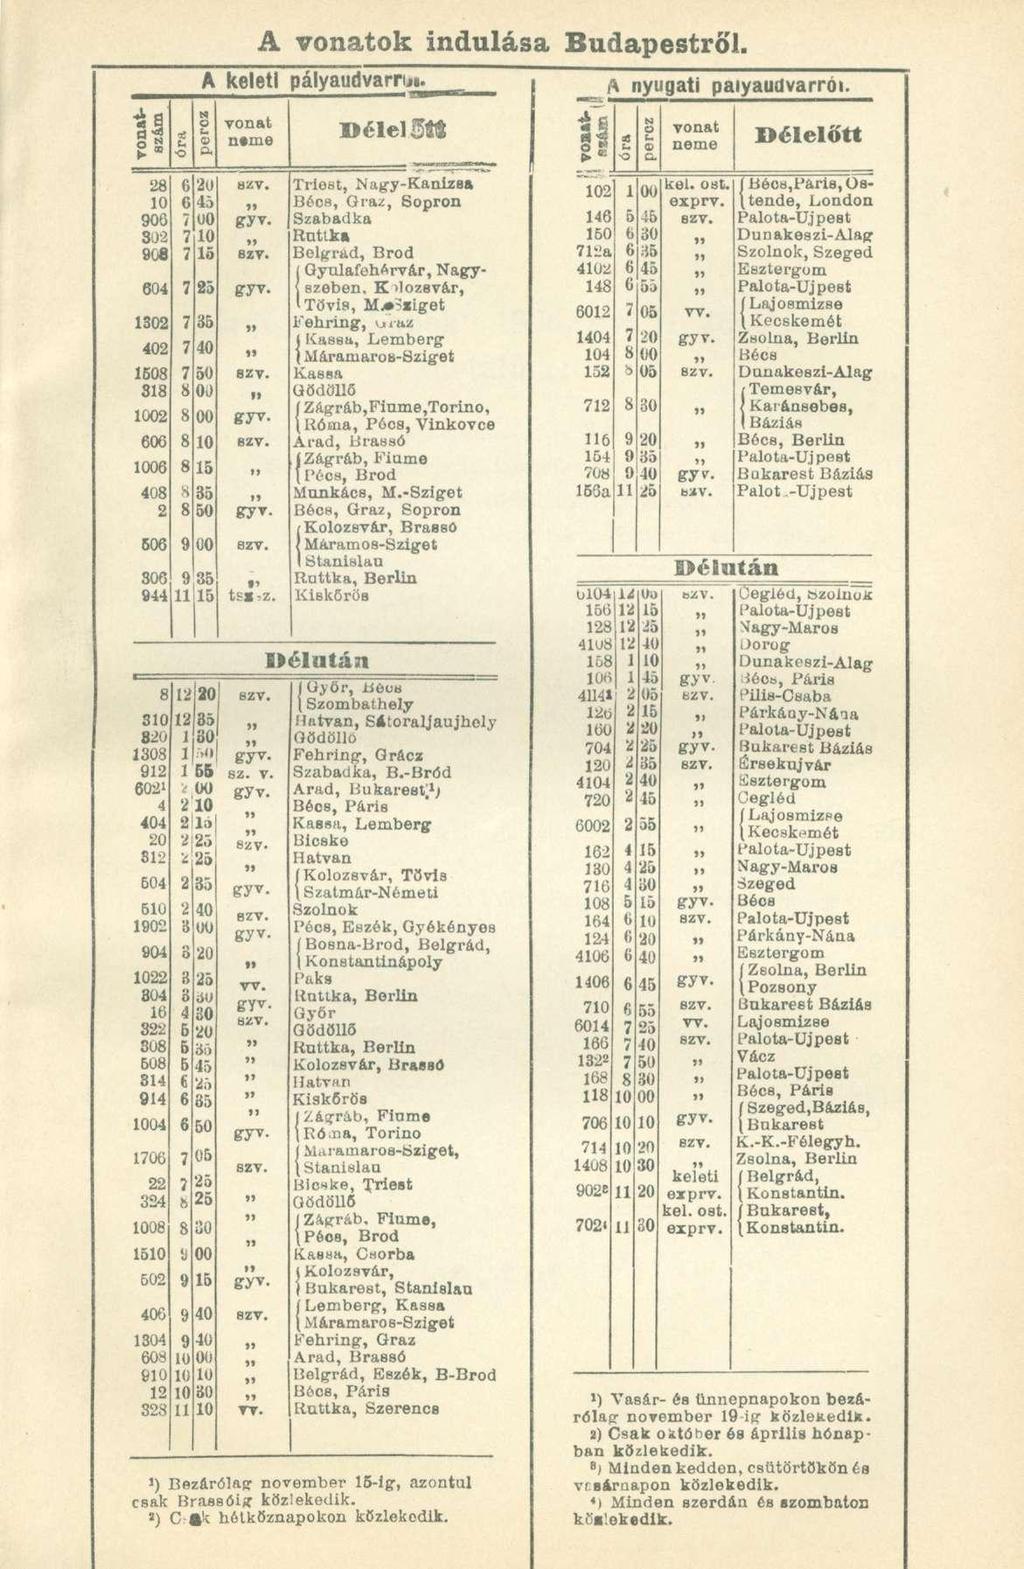 A vonatok indulása Budapestről.
A keleti pályaudvarról.
vonat-szám óra percz vonat neme Délelőtt
28 6 20 szv. Triest, Nagy-Kanizsa
10 6 45 „ Bécs, Graz, Sopron
906 7 00 gyv. Szabadka
302 7 10 „ Ruttka
908 7 15 szv. Belgrád, Brod
Gyulafehérvár, Nagy-
604 7 25 gyv. szeben, Kolozsvár,
Tövis, M.-Sziget
1302 7 35 „ Fehring, Graz
402 7 40 „ Kassa, Lemberg
Máramaros-Sziget
1508 7 50 szv. Kassa
318 8 00 „ Gödöllő
1002 8 00 gyv. Zágráb, Fiume, Torino,
Róma, Pécs, Vinkovce
606 8 10 szv. Arad, Brassó
1006 8 15 „ Zágráb, Fiume
Pécs, Brod
408 8 35 „ Munkács, M.-Sziget
2 8 50 gyv. Bécs, Graz, Sopron
Kolozsvár, Brassó
506 9 00 szv. Máramos-Sziget
Stanislau
306 9 35 „ Ruttka, Berlin
944 11 15 Kiskőrös
Délután
8 12 20 szv. Győr, Bécs
Szombathely
310 12 35 „ Hatvan, Sátoraljaujhely
320 1 30 „ Gödöllő
1308 1 50 gyv. Fehring, Grácz
912 1 55 sz. v. Szabadka, B.-Bród
602¹ 2 00 gyv. Arad, Bukarest,¹)
4 2 10 „ Bécs, Páris
404 2 15 „ Kassa, Lemberg
20 2 25 szv. Bicske
312 2 25 „ Hatvan
504 2 35 gyv. Kolozsvár, Tövis
Szatmár-Németi
510 2 40 szv. Szolnok
1902 3 00 gyv. Pécs, Eszék, Gyékényes
904 3 20 „ Bosna-Brod, Belgrád,
Konstantinápoly
1022 3 25 vv. Paks
304 3 30 gyv. Ruttka, Berlin
16 4 30 szv. Győr
322 5 20 „ Gödöllő
308 5 35 „ Ruttka, Berlin
508 5 45 „ Kolozsvár, Brassó
314 6 25 „ Hatvan
914 6 35 „ Kiskőrös
1004 6 50 gyv. Zágráb, Fiume
Róma, Torino
1706 7 05 szv. Maramaros-Sziget,
Stanislau
22 7 25 „ Bicske, Triest
324 8 25 „ Gödöllő
1008 8 30 „ Zágráb, Fiume,
Pécs, Brod
1510 9 00 „ Kassa, Csorba
502 9 15 gyv. Kolozsvár,
Bukarest, Stanislau
406 9 40 szv. Lemberg, Kassa
Máramaros-Sziget
1304 9 40 „ Fehring, Graz
608 10 00 „ Arad, Brassó
910 10 10 „ Belgrád, Eszék, B-Brod
12 10 30 „ Bécs, Páris
328 11 10 vv. Ruttka, Szerencs
¹) Bezárólag november 15-ig, azontul
csak Brassóig közlekedik.
²) Csak hétköznapokon közlekedik.
A nyugati pályaudvarról.
vonat-szám óra percz vonat neme Délelőtt
102 1 00 kel. ost. exprv. Bécs, Páris, Os-
tende, London
146 5 45 szv. Palota-Ujpest
150 6 30 „ Dunakeszi-Alag
712a 6 35 „ Szolnok, Szeged
4102 6 45 „ Esztergom
148 6 55 „ Palota-Ujpest
6012 7 05 vv. Lajosmizse
Kecskemét
1404 7 20 gyv. Zsolna, Berlin
104 8 00 „ Bécs
152 8 05 szv. Dunakeszi-Alag
Temesvár,
712 8 30 „ Karánsebes,
Báziás
116 9 20 „ Bécs, Berlin
154 9 35 „ Palota-Ujpest
708 9 40 gyv. Bukarest Báziás
156a 11 25 szv. Palota-Ujpest
Délután
6104 12 05 szv. Cegléd, Szolnok
156 12 15 „ Palota-Ujpest
128 12 25 „ Nagy-Maros
4108 12 40 „ Dorog
158 1 10 „ Dunakeszi-Alag
106 1 45 gyv. Bécs, Páris
4114¹ 2 05 szv. Pilis-Csaba
126 2 15 „ Párkány-Nána
160 2 20 „ Palota-Ujpest
704 2 25 gyv. Bukarest Báziás
120 2 35 szv. Érsekujvár
4104 2 40 „ Esztergom
720 2 45 „ Cegléd
6002 2 55 „ Lajosmizse
Kecskemét
162 4 15 „ Palota-Ujpest
130 4 25 „ Nagy-Maros
716 4 30 „ Szeged
108 5 15 gyv. Bécs
164 6 10 szv. Palota-Ujpest
124 6 20 „ Párkány-Nána
4106 6 40 „ Esztergom
1406 6 45 gyv. Zsolna, Berlin
Pozsony
710 6 55 szv. Bukarest Báziás
6014 7 25 vv. Lajosmizse
166 7 40 szv. Palota-Ujpest
132² 7 50 „ Vácz
168 8 30 „ Palota-Ujpest
118 10 00 „ Bécs, Páris
706 10 10 gyv. Szeged, Báziás,
Bukarest
714 10 20 szv. K.-K.-Félegyh.
1408 10 30 „ Zsolna, Berlin
902³ 11 20 keleti exprv. Belgrád,
Konstantin.
702⁴ 11 30 kel. ost. exprv. Bukarest,
Konstantin.
¹) Vasár- és ünnepnapokon bezá-
rólag november 19-ig közlekedik.
²) Csak október és április hónap-
ban közlekedik.
³) Minden kedden, csütörtökön és
vasárnapon közlekedik.
⁴) Minden szerdán és szombaton
közlekedik.